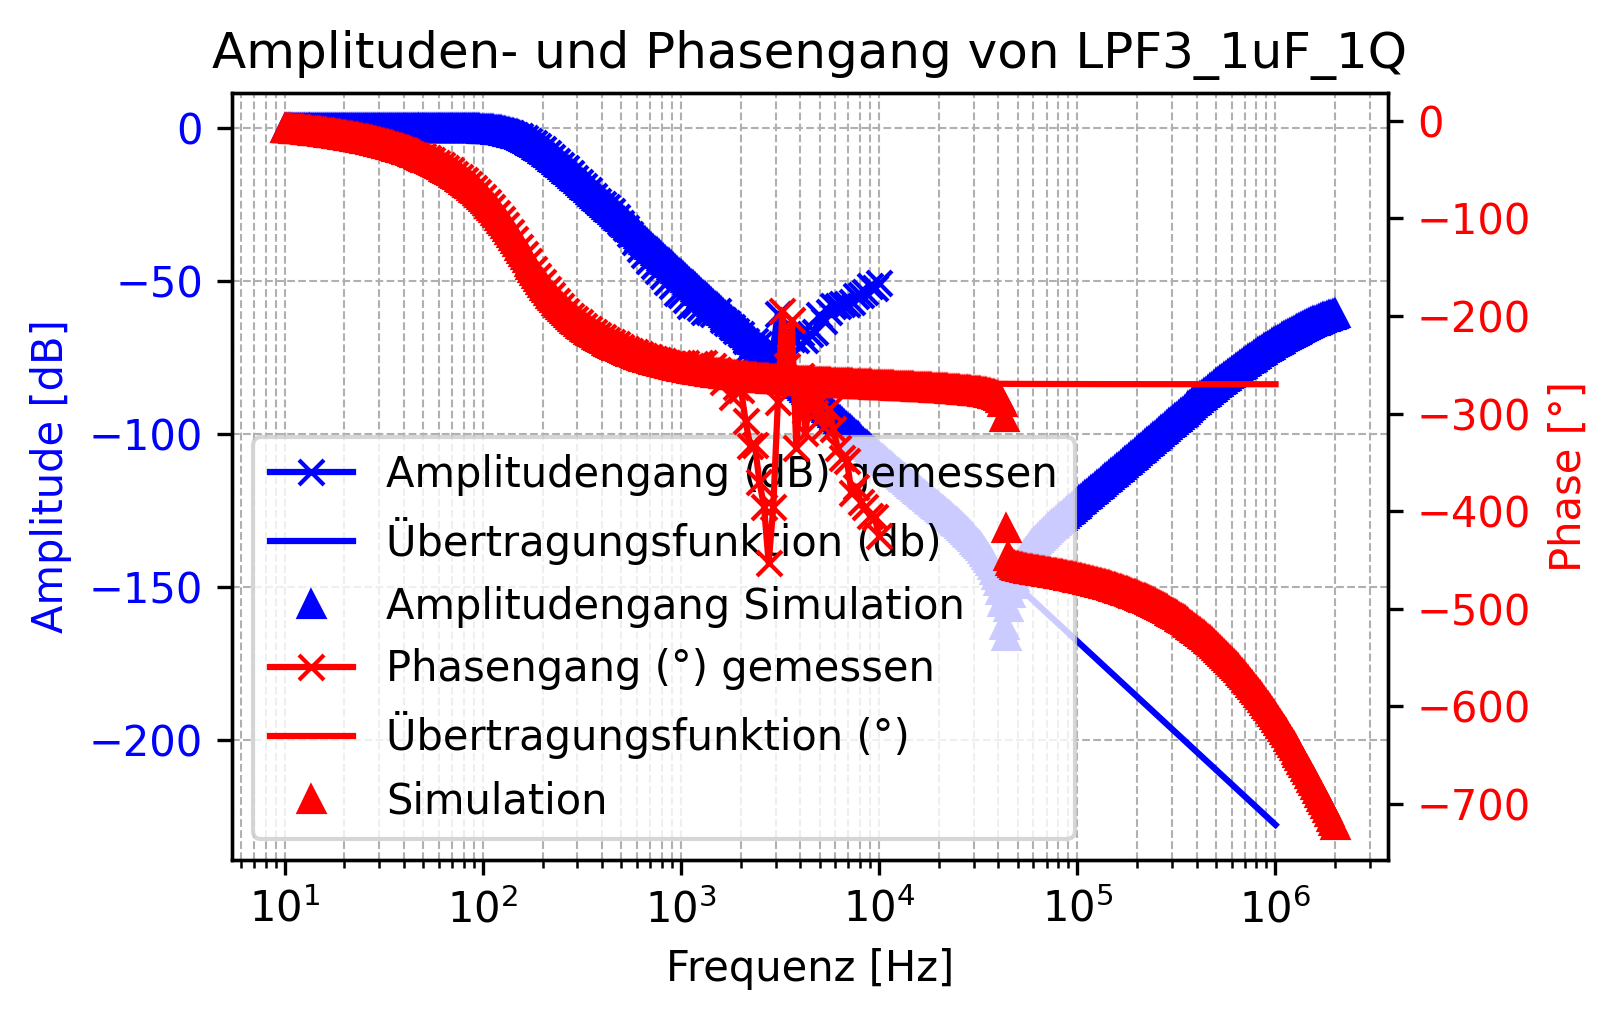 Amplituden- und Phasengang von LPF3_1uF_1Q
Amplitude [dB]
0
−50
−100
−150
−200
Amplitudengang (dB) gemessen
Übertragungsfunktion (db)
Amplitudengang Simulation
Phasengang (°) gemessen
Übertragungsfunktion (°)
Simulation
0
−100
−200
−300
−400
−500
−600
−700
Phase [°]
10¹ 10² 10³ 10⁴ 10⁵ 10⁶
Frequenz [Hz]